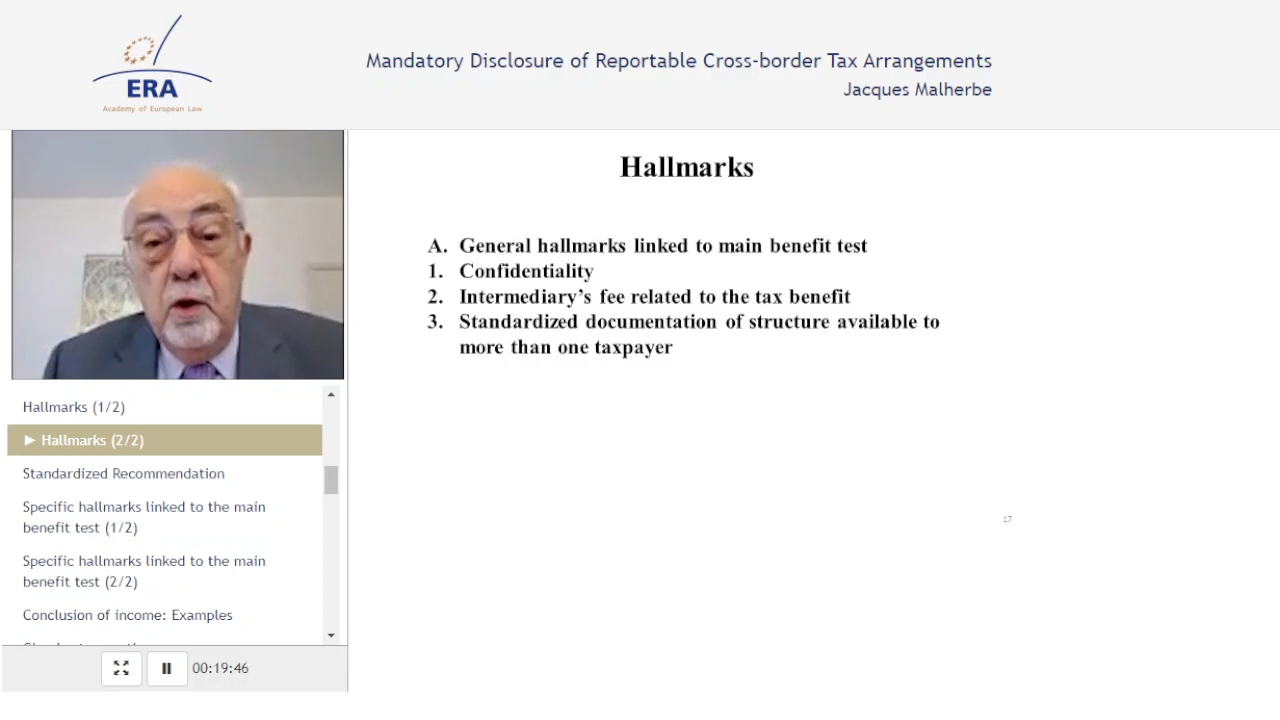 ERA
Academy of European Law
Mandatory Disclosure of Reportable Cross-border Tax Arrangements
Jacques Malherbe
Hallmarks
A. General hallmarks linked to main benefit test
1. Confidentiality
2. Intermediary's fee related to the tax benefit
3. Standardized documentation of structure available to
more than one taxpayer
17
Hallmarks (1/2)
► Hallmarks (2/2)
Standardized Recommendation
Specific hallmarks linked to the main
benefit test (1/2)
Specific hallmarks linked to the main
benefit test (2/2)
Conclusion of income: Examples
00:19:46